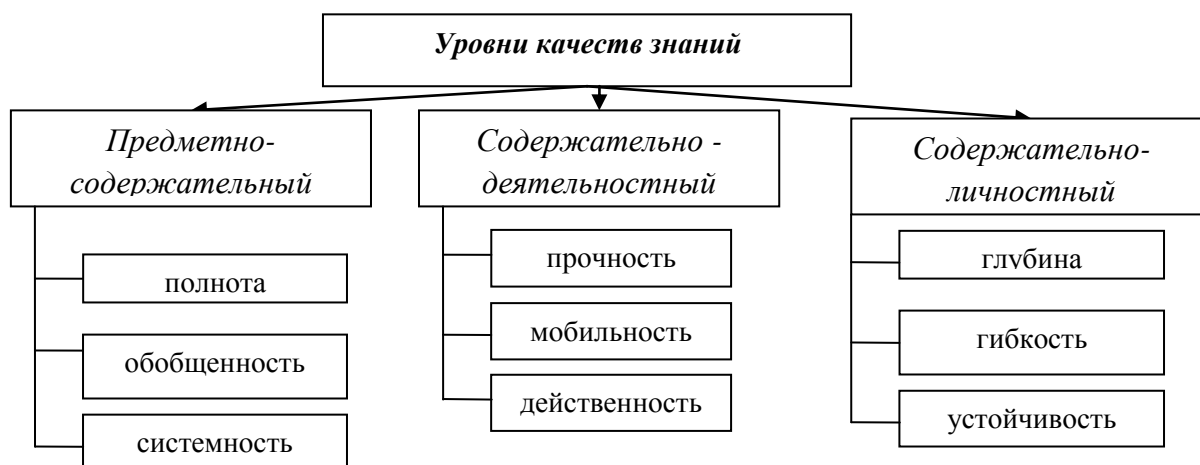 Уровни качеств знаний
Предметно-
содержательный
полнота
обобщенность
системность
Содержательно -
деятельностный
прочность
мобильность
действенность
Содержательно-
личностный
глубина
гибкость
устойчивость